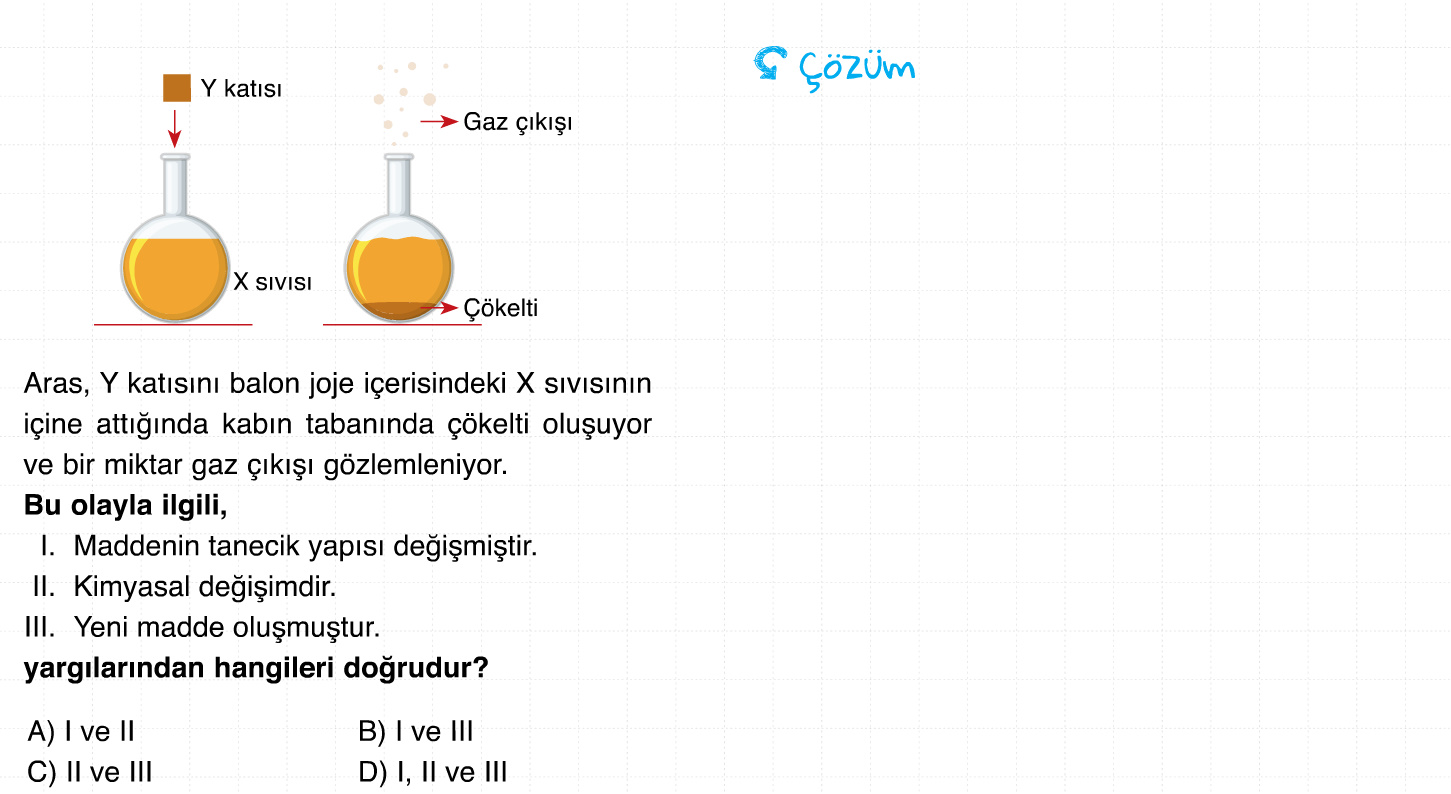 Y katısı
Gaz çıkışı
X sıvısı
Çökelti
Aras, Y katısını balon joje içerisindeki X sıvısının
içine attığında kabın tabanında çökelti oluşuyor
ve bir miktar gaz çıkışı gözlemleniyor.
Bu olayla ilgili,
I. Maddenin tanecik yapısı değişmiştir.
II. Kimyasal değişimdir.
III. Yeni madde oluşmuştur.
yargılarından hangileri doğrudur?
A) I ve II
B) I ve III
C) II ve III
D) I, II ve III
Çözüm